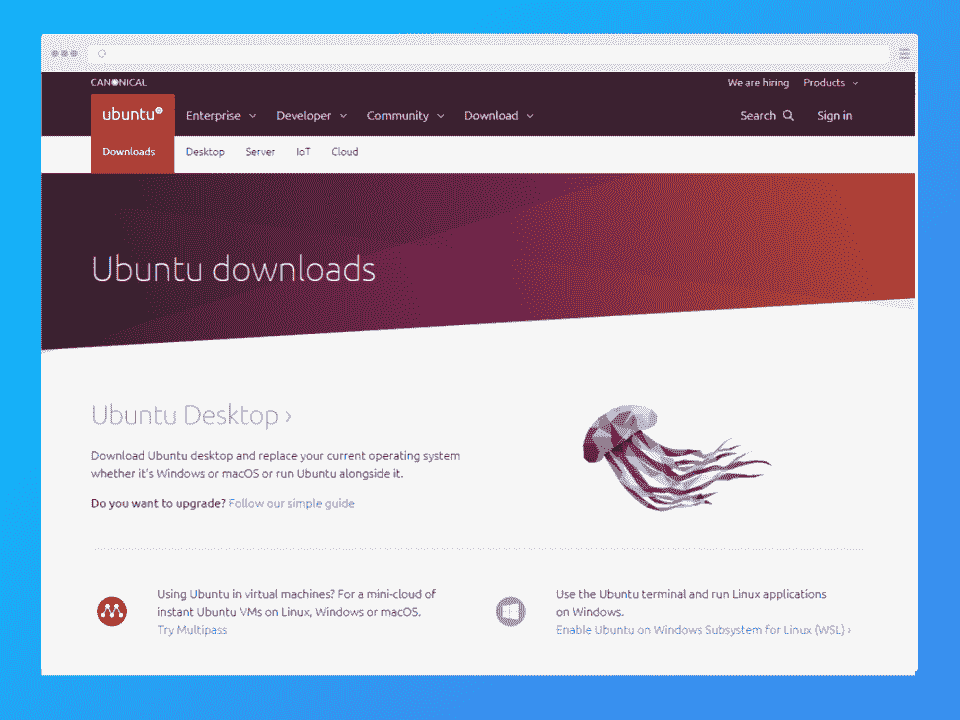 CANONICAL We are hiring Products
ubuntu Enterprise Developer Community Download Search Sign in
Downloads Desktop Server IoT Cloud
Ubuntu downloads
Ubuntu Desktop ›
Download Ubuntu desktop and replace your current operating system
whether it's Windows or macOS or run Ubuntu alongside it.
Do you want to upgrade? Follow our simple guide
Using Ubuntu in virtual machines? For a mini-cloud of
instant Ubuntu VMs on Linux, Windows or macOS.
Try Multipass
Use the Ubuntu terminal and run Linux applications
on Windows.
Enable Ubuntu on Windows Subsystem for Linux (WSL) ›